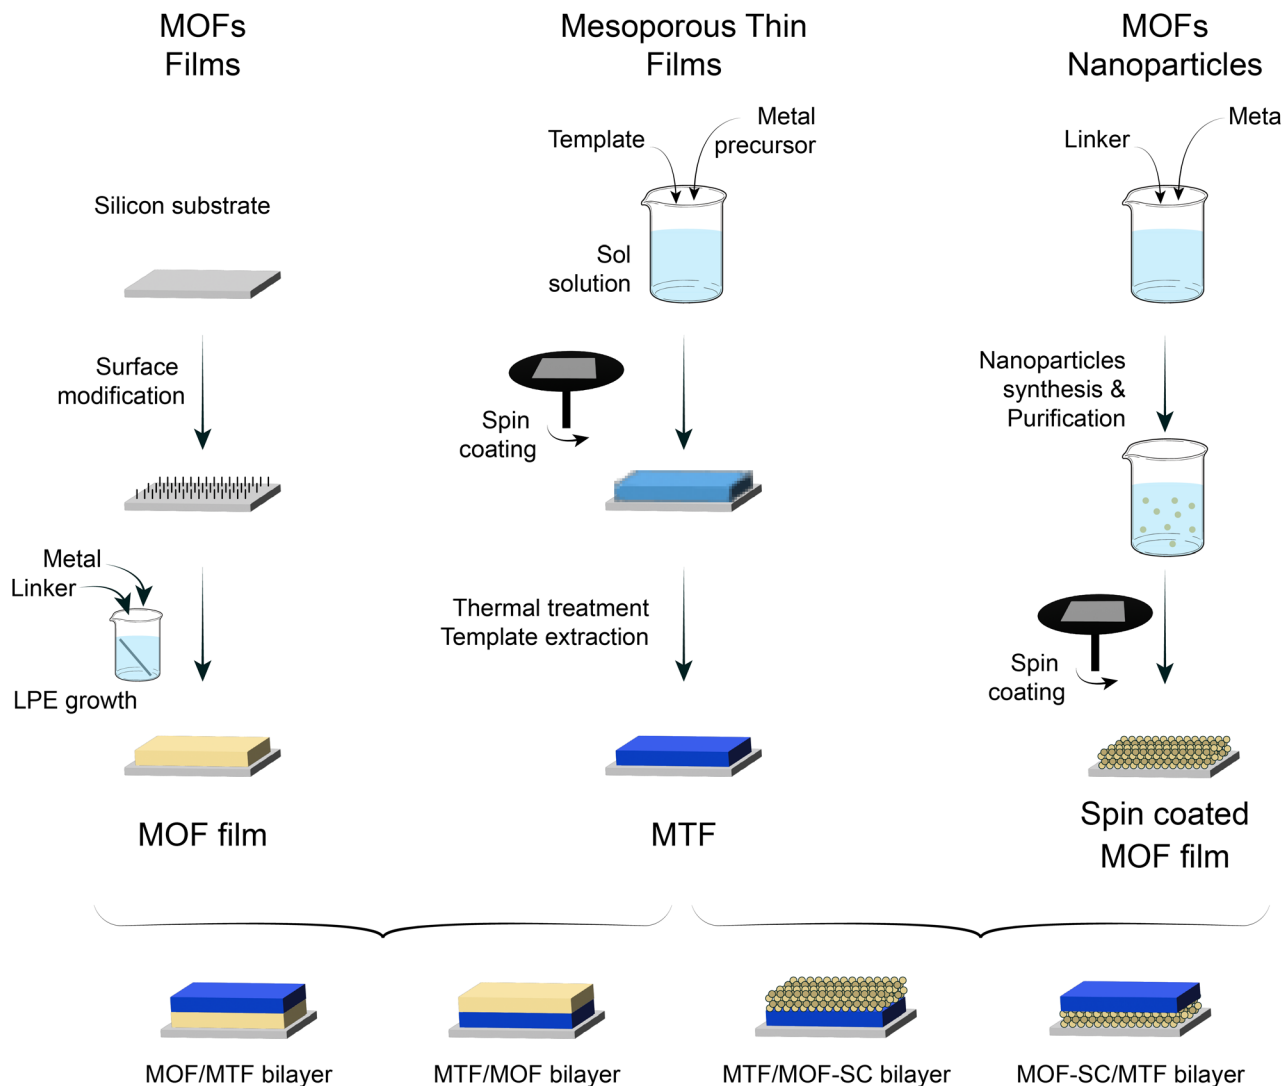 MOFs
Films
Mesoporous Thin
Films
MOFs
Nanoparticles
Silicon substrate
Surface
modification
Metal
Linker
LPE growth
MOF film
Template
Metal
precursor
Sol
solution
Spin
coating
Thermal treatment
Template extraction
MTF
Linker
Meta
Nanoparticles
synthesis &
Purification
Spin
coating
Spin coated
MOF film
MOF/MTF bilayer
MTF/MOF bilayer
MTF/MOF-SC bilayer
MOF-SC/MTF bilayer